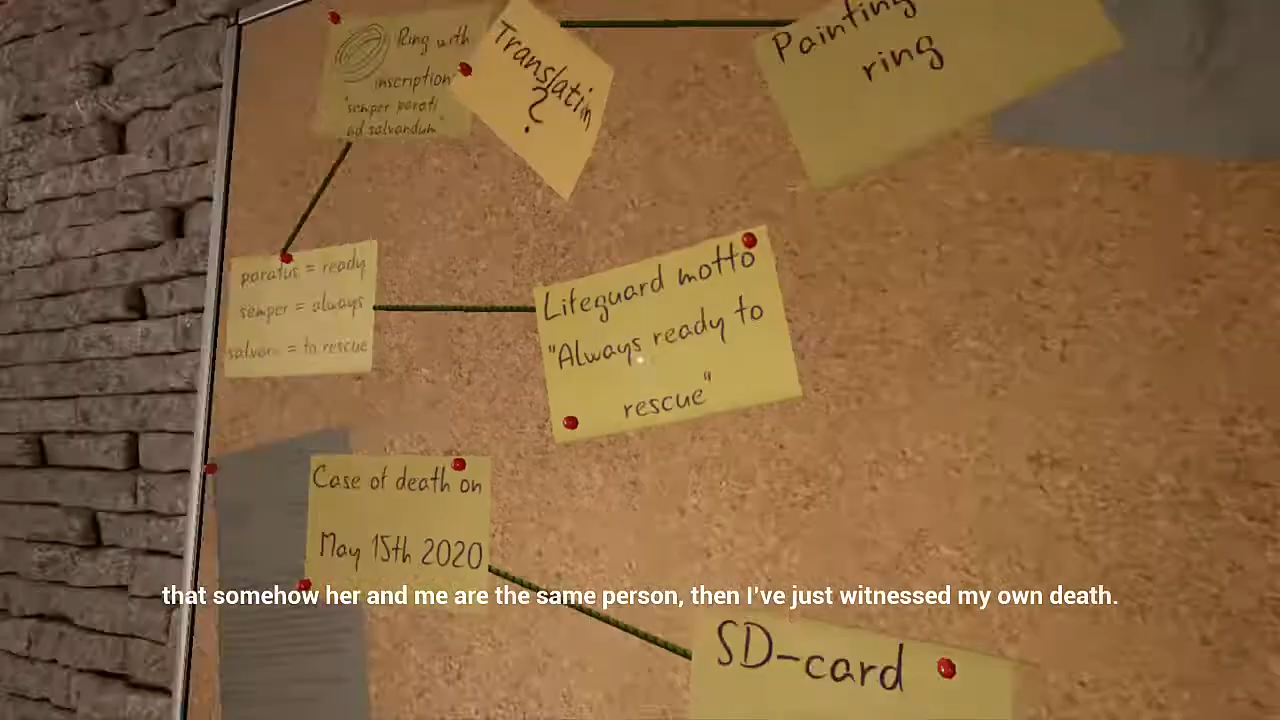 Ring with
inscription
"semper parati
ad salvandum"
Translatin
?
Painting
ring
paratus = ready
semper = always
salvare = to rescue
Lifeguard motto
"Always ready to
rescue"
Case of death on
May 15th 2020
that somehow her and me are the same person, then I've just witnessed my own death.
SD-card